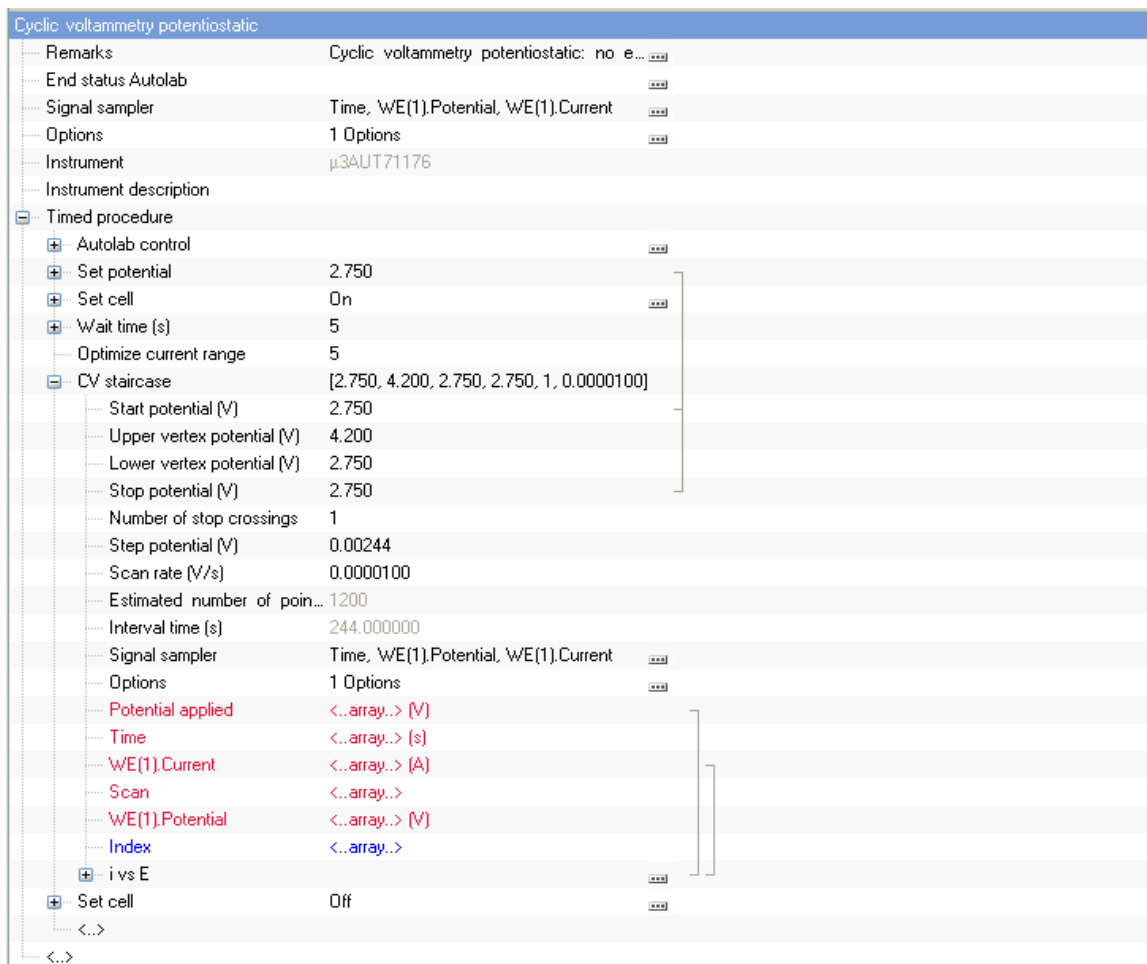 Cyclic voltammetry potentiostatic
Remarks Cyclic voltammetry potentiostatic: no e...
End status Autolab
Signal sampler Time, WE(1).Potential, WE(1).Current
Options 1 Options
Instrument µ3AUT71176
Instrument description
Timed procedure
Autolab control
Set potential 2.750
Set cell On
Wait time (s) 5
Optimize current range 5
CV staircase [2.750, 4.200, 2.750, 2.750, 1, 0.0000100]
Start potential (V) 2.750
Upper vertex potential (V) 4.200
Lower vertex potential (V) 2.750
Stop potential (V) 2.750
Number of stop crossings 1
Step potential (V) 0.00244
Scan rate (V/s) 0.0000100
Estimated number of poin... 1200
Interval time (s) 244.000000
Signal sampler Time, WE(1).Potential, WE(1).Current
Options 1 Options
Potential applied <..array..> (V)
Time <..array..> (s)
WE(1).Current <..array..> (A)
Scan <..array..>
WE(1).Potential <..array..> (V)
Index <..array..>
i vs E
Set cell Off
<..>
<..>